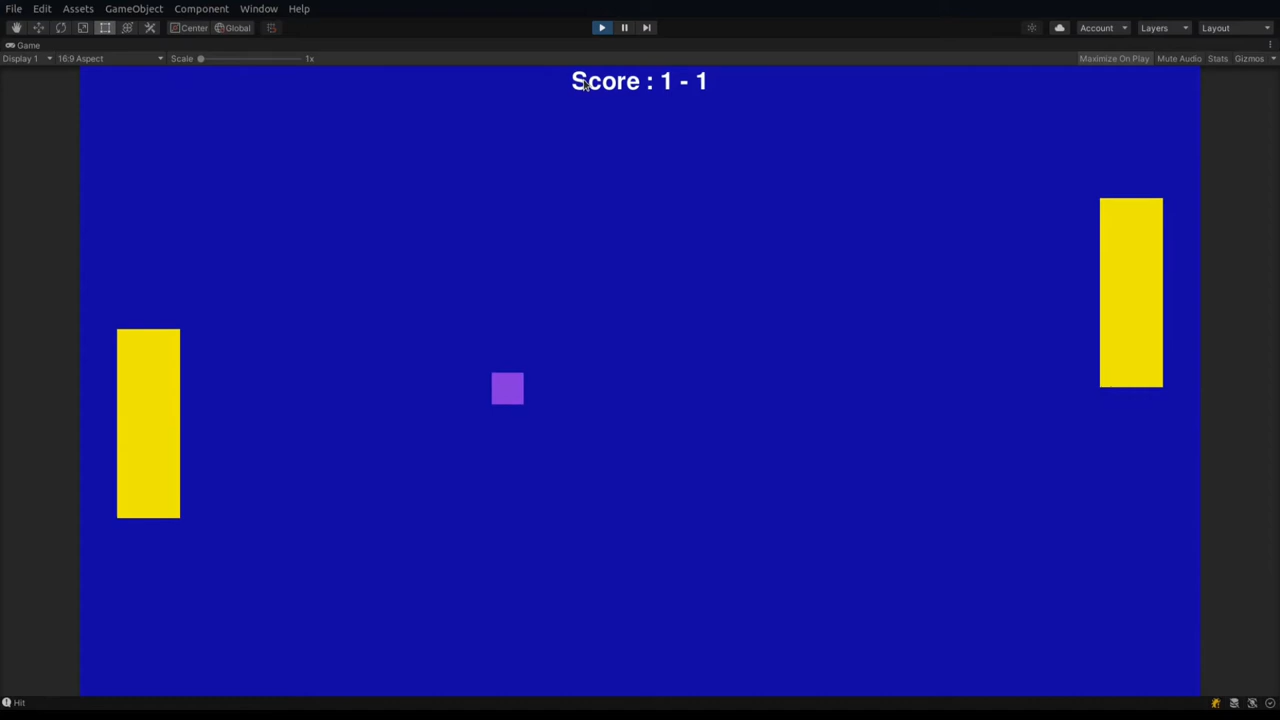 File Edit Assets GameObject Component Window Help
Center Global Account Layers Layout
Game
Display 1 16:9 Aspect Scale 1x Maximize On Play Mute Audio Stats Gizmos
Score : 1 - 1
Hit